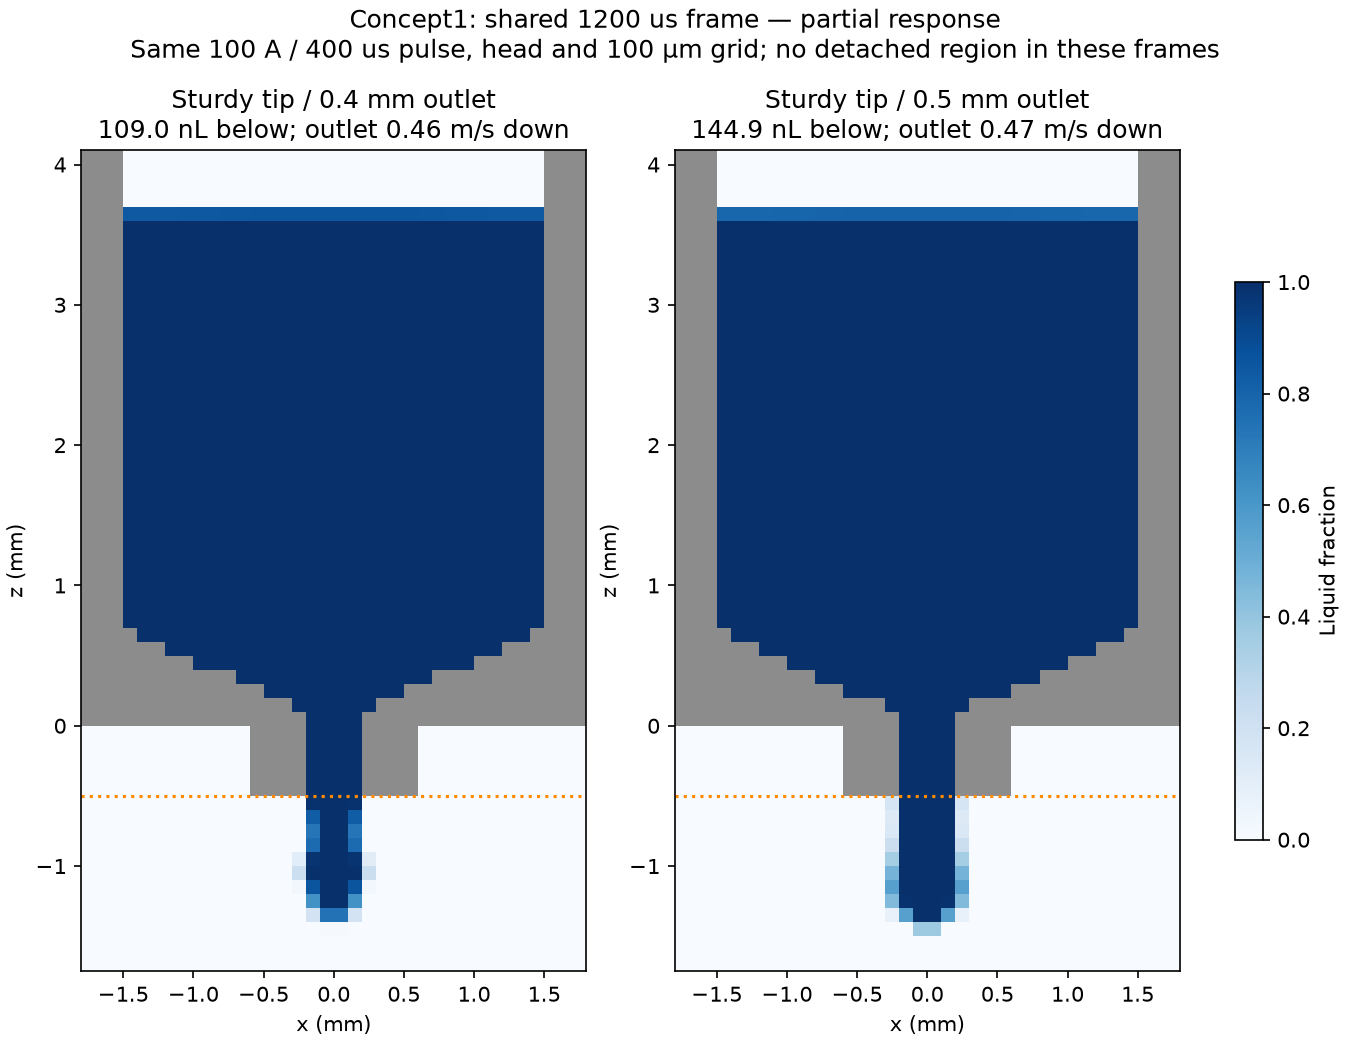 Concept1: shared 1200 us frame — partial response
Same 100 A / 400 us pulse, head and 100 µm grid; no detached region in these frames
Sturdy tip / 0.4 mm outlet
109.0 nL below; outlet 0.46 m/s down
4
3
2
1
0
−1
z (mm)
−1.5
−1.0
−0.5
0.0
0.5
1.0
1.5
x (mm)
Sturdy tip / 0.5 mm outlet
144.9 nL below; outlet 0.47 m/s down
4
3
2
1
0
−1
z (mm)
−1.5
−1.0
−0.5
0.0
0.5
1.0
1.5
x (mm)
1.0
0.8
0.6
0.4
0.2
0.0
Liquid fraction